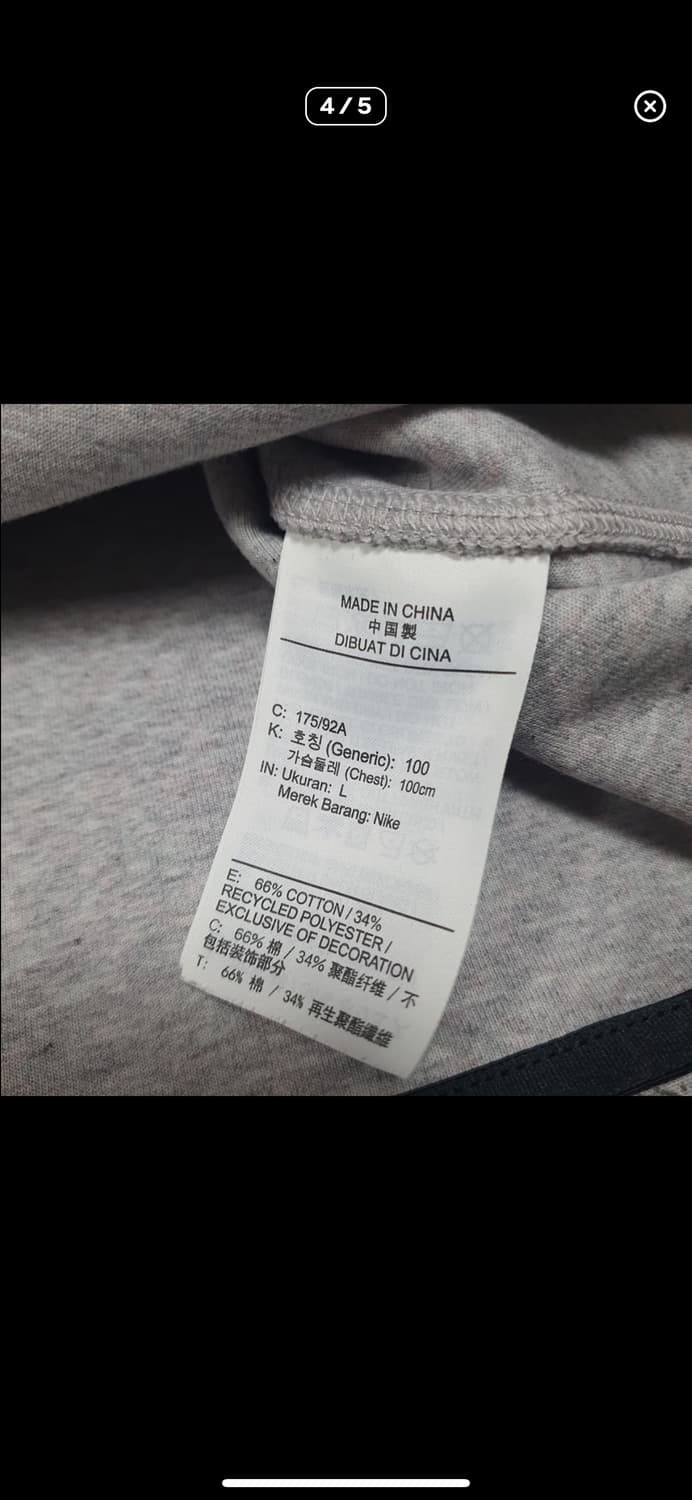 4/5
MADE IN CHINA
中国製
DIBUAT DI CINA
C: 175/92A
K: 호칭 (Generic): 100
가슴둘레 (Chest): 100cm
IN: Ukuran: L
Merek Barang: Nike
E: 66% COTTON / 34%
RECYCLED POLYESTER /
EXCLUSIVE OF DECORATION
C: 66% 棉 / 34% 聚酯纤维 / 不
包括装饰部分
T: 66% 棉 / 34% 再生聚酯纖維